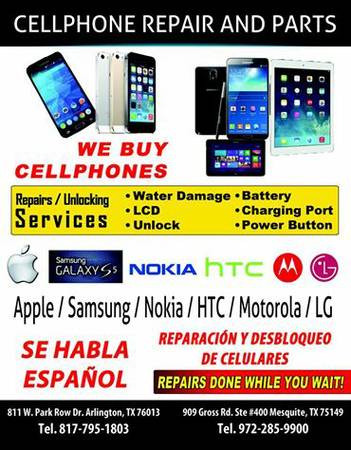 CELLPHONE REPAIR AND PARTS
WE BUY
CELLPHONES
Repairs / Unlocking
Services
• Water Damage • Battery
• LCD • Charging Port
• Unlock • Power Button
SAMSUNG
GALAXY S5
NOKIA
hTC
LG
Apple / Samsung / Nokia / HTC / Motorola / LG
SE HABLA
ESPAÑOL
REPARACIÓN Y DESBLOQUEO
DE CELULARES
REPAIRS DONE WHILE YOU WAIT!
811 W. Park Row Dr. Arlington, TX 76013
Tel. 817-795-1803
909 Gross Rd. Ste #400 Mesquite, TX 75149
Tel. 972-285-9900